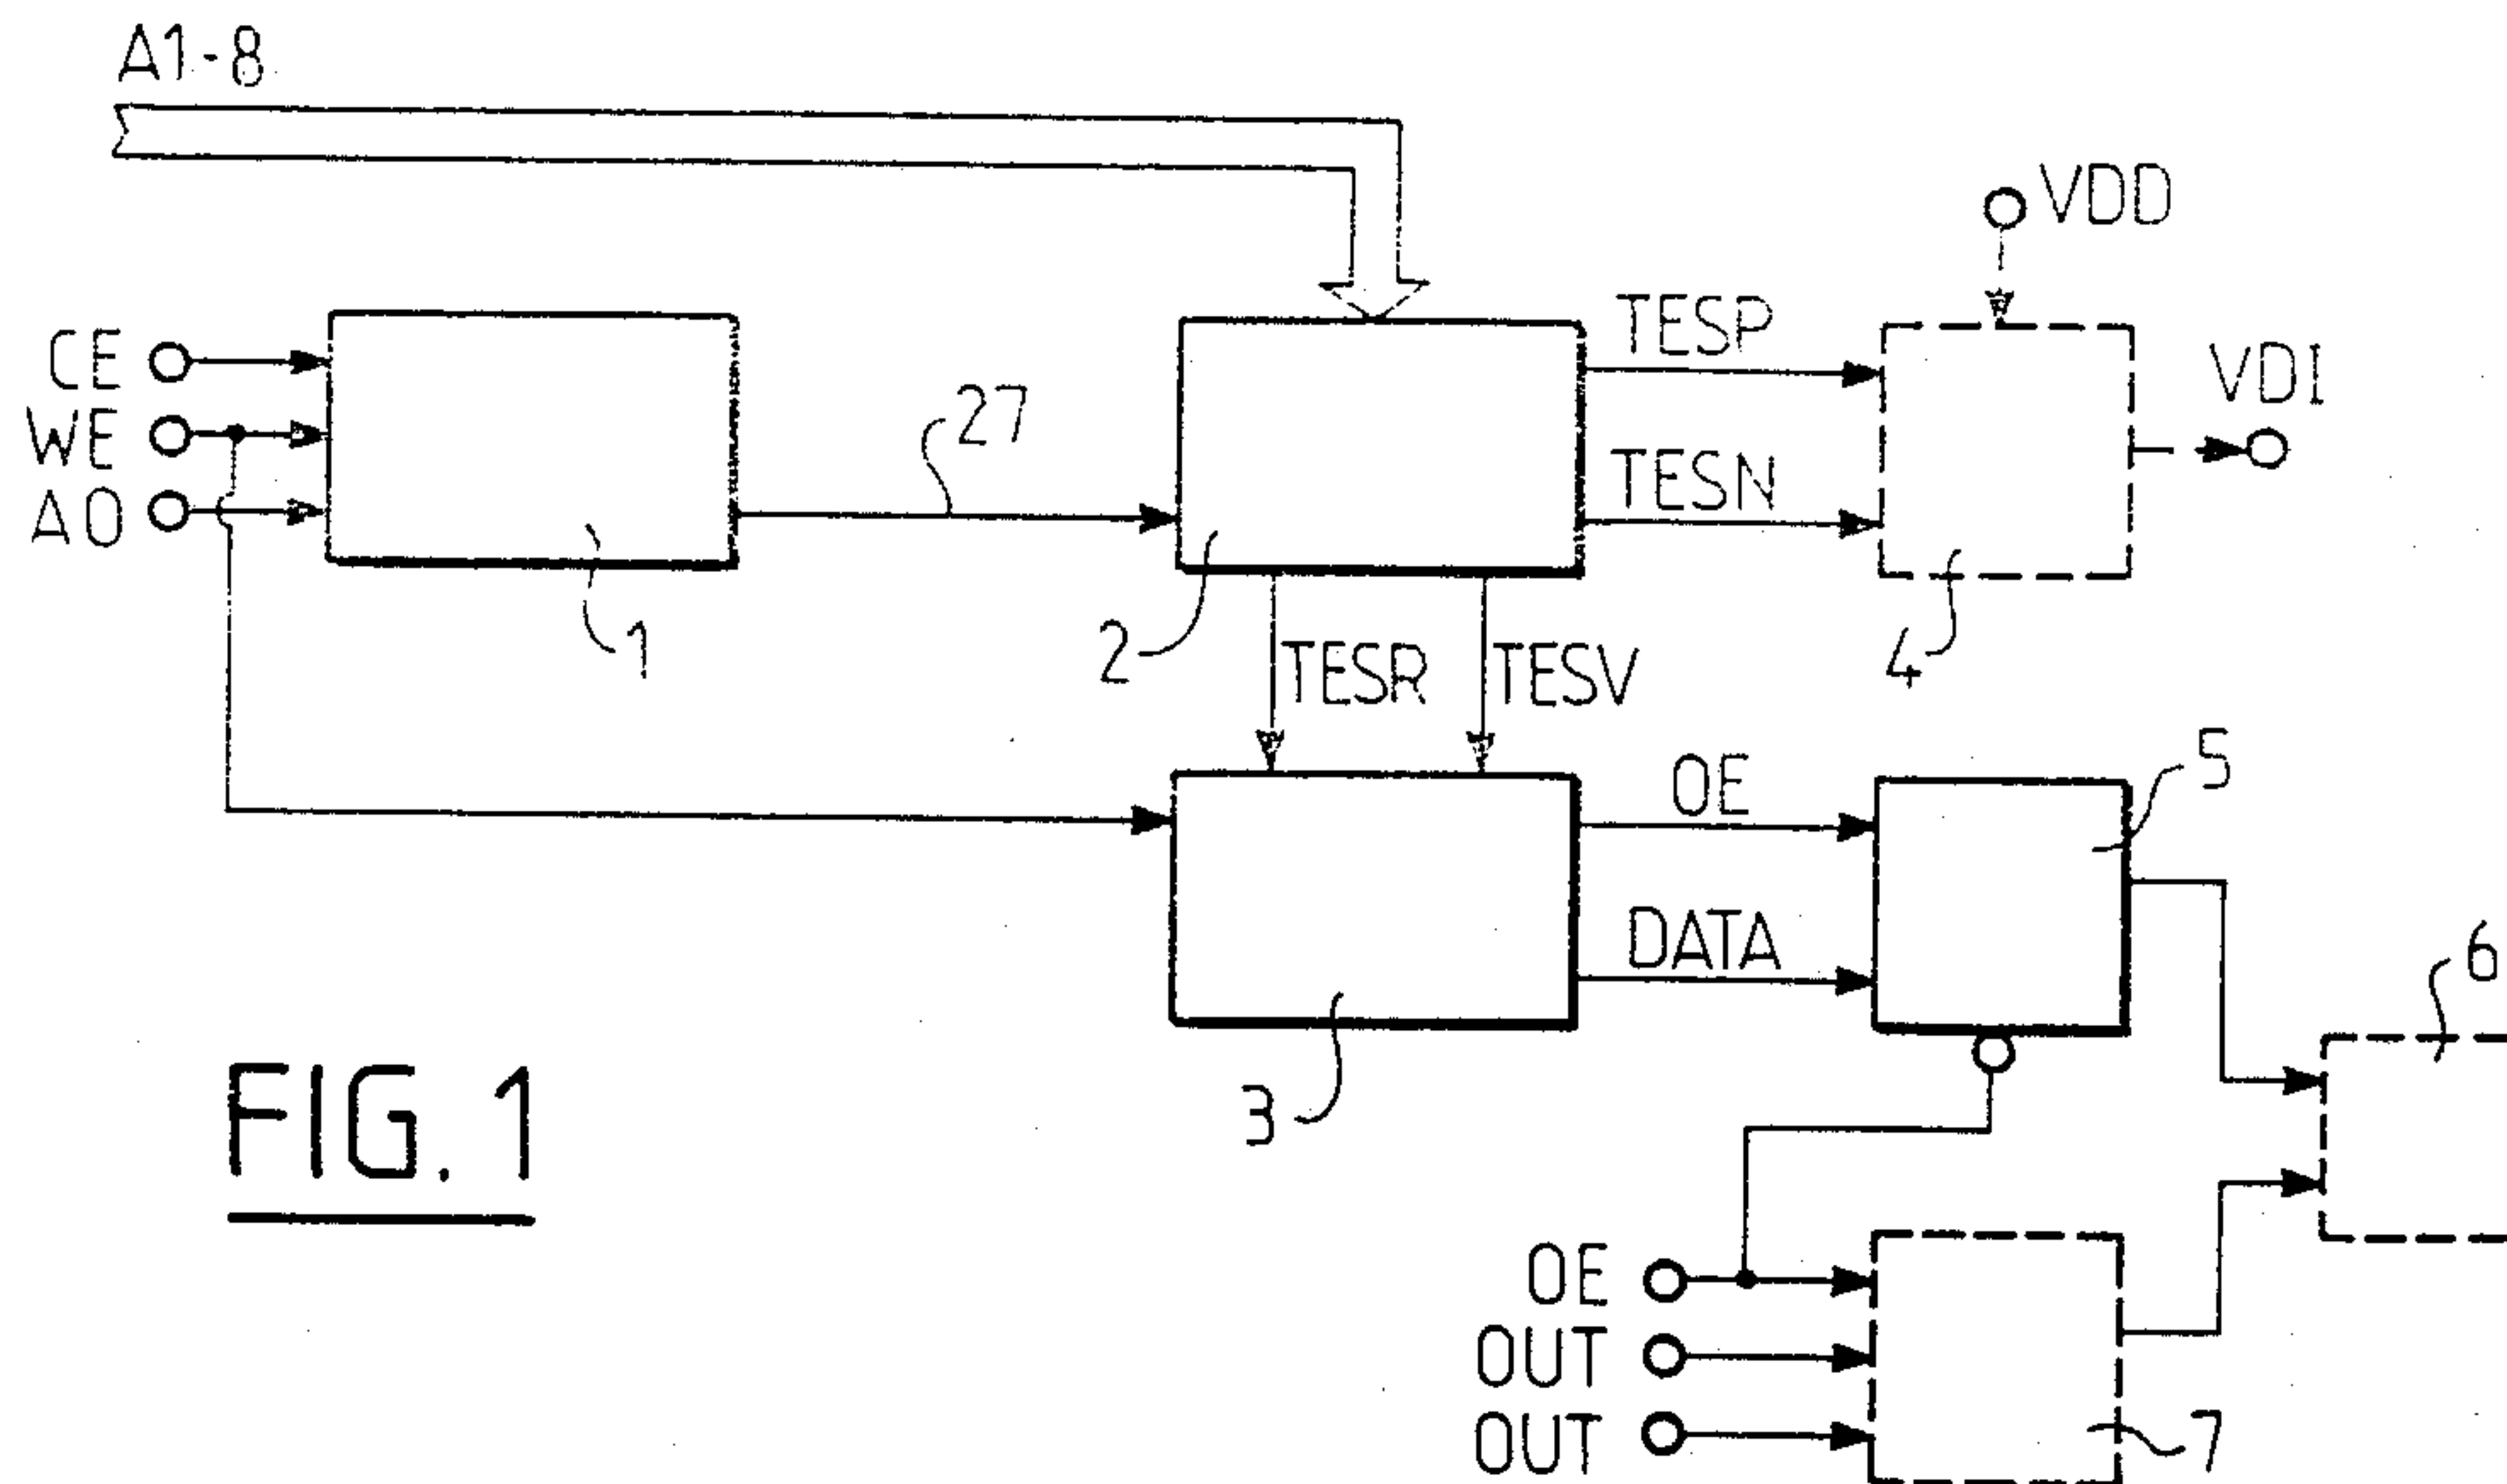 A1-8
VDD
CE
TESP
VDI
27
WE
TESN
A0
1
2
TESR
TESV
4
OE
5
DATA
6
3
FIG. 1
OE
OUT
OUT
7